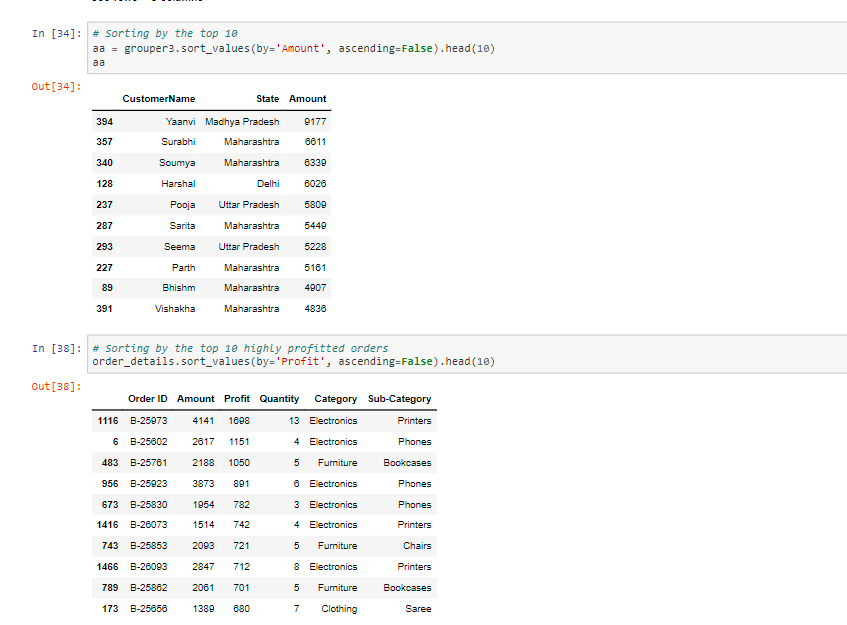 In [34]: # Sorting by the top 10
aa = grouper3.sort_values(by='Amount', ascending=False).head(10)
aa
Out[34]:
CustomerName State Amount
394 Yaanvi Madhya Pradesh 9177
357 Surabhi Maharashtra 6611
340 Soumya Maharashtra 6339
128 Harshal Delhi 6026
237 Pooja Uttar Pradesh 5809
287 Sarita Maharashtra 5449
293 Seema Uttar Pradesh 5228
227 Parth Maharashtra 5161
89 Bhishm Maharashtra 4907
391 Vishakha Maharashtra 4836
In [38]: # Sorting by the top 10 highly profitted orders
order_details.sort_values(by='Profit', ascending=False).head(10)
Out[38]:
Order ID Amount Profit Quantity Category Sub-Category
1116 B-25973 4141 1698 13 Electronics Printers
6 B-25602 2617 1151 4 Electronics Phones
483 B-25761 2188 1050 5 Furniture Bookcases
956 B-25923 3873 891 6 Electronics Phones
673 B-25830 1954 782 3 Electronics Phones
1416 B-26073 1514 742 4 Electronics Printers
743 B-25853 2093 721 5 Furniture Chairs
1466 B-26093 2847 712 8 Electronics Printers
789 B-25862 2061 701 5 Furniture Bookcases
173 B-25656 1389 680 7 Clothing Saree